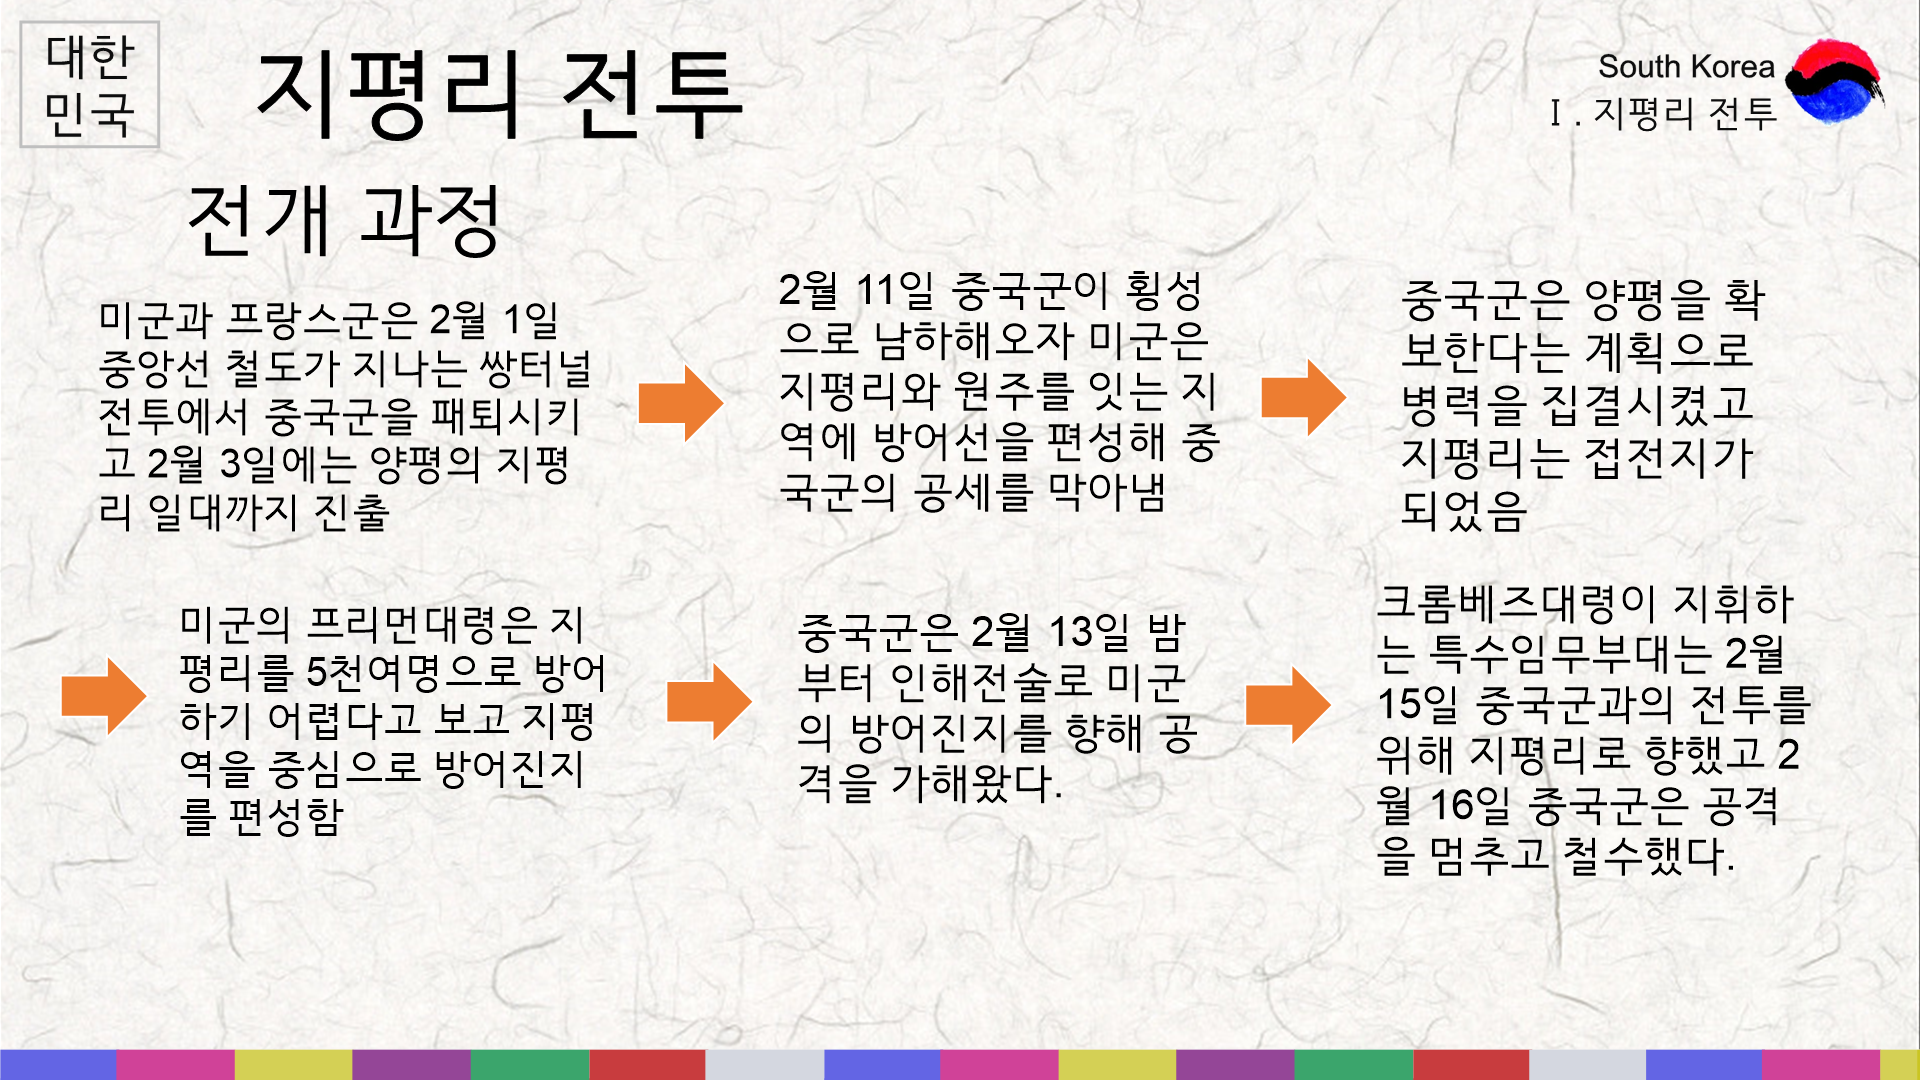 대한
민국
지평리 전투
South Korea
Ⅰ. 지평리 전투
전개 과정
미군과 프랑스군은 2월 1일
중앙선 철도가 지나는 쌍터널
전투에서 중국군을 패퇴시키
고 2월 3일에는 양평의 지평
리 일대까지 진출
2월 11일 중국군이 횡성
으로 남하해오자 미군은
지평리와 원주를 잇는 지
역에 방어선을 편성해 중
국군의 공세를 막아냄
중국군은 양평을 확
보한다는 계획으로
병력을 집결시켰고
지평리는 접전지가
되었음
미군의 프리먼대령은 지
평리를 5천여명으로 방어
하기 어렵다고 보고 지평
역을 중심으로 방어진지
를 편성함
중국군은 2월 13일 밤
부터 인해전술로 미군
의 방어진지를 향해 공
격을 가해왔다.
크롬베즈대령이 지휘하
는 특수임무부대는 2월
15일 중국군과의 전투를
위해 지평리로 향했고 2
월 16일 중국군은 공격
을 멈추고 철수했다.